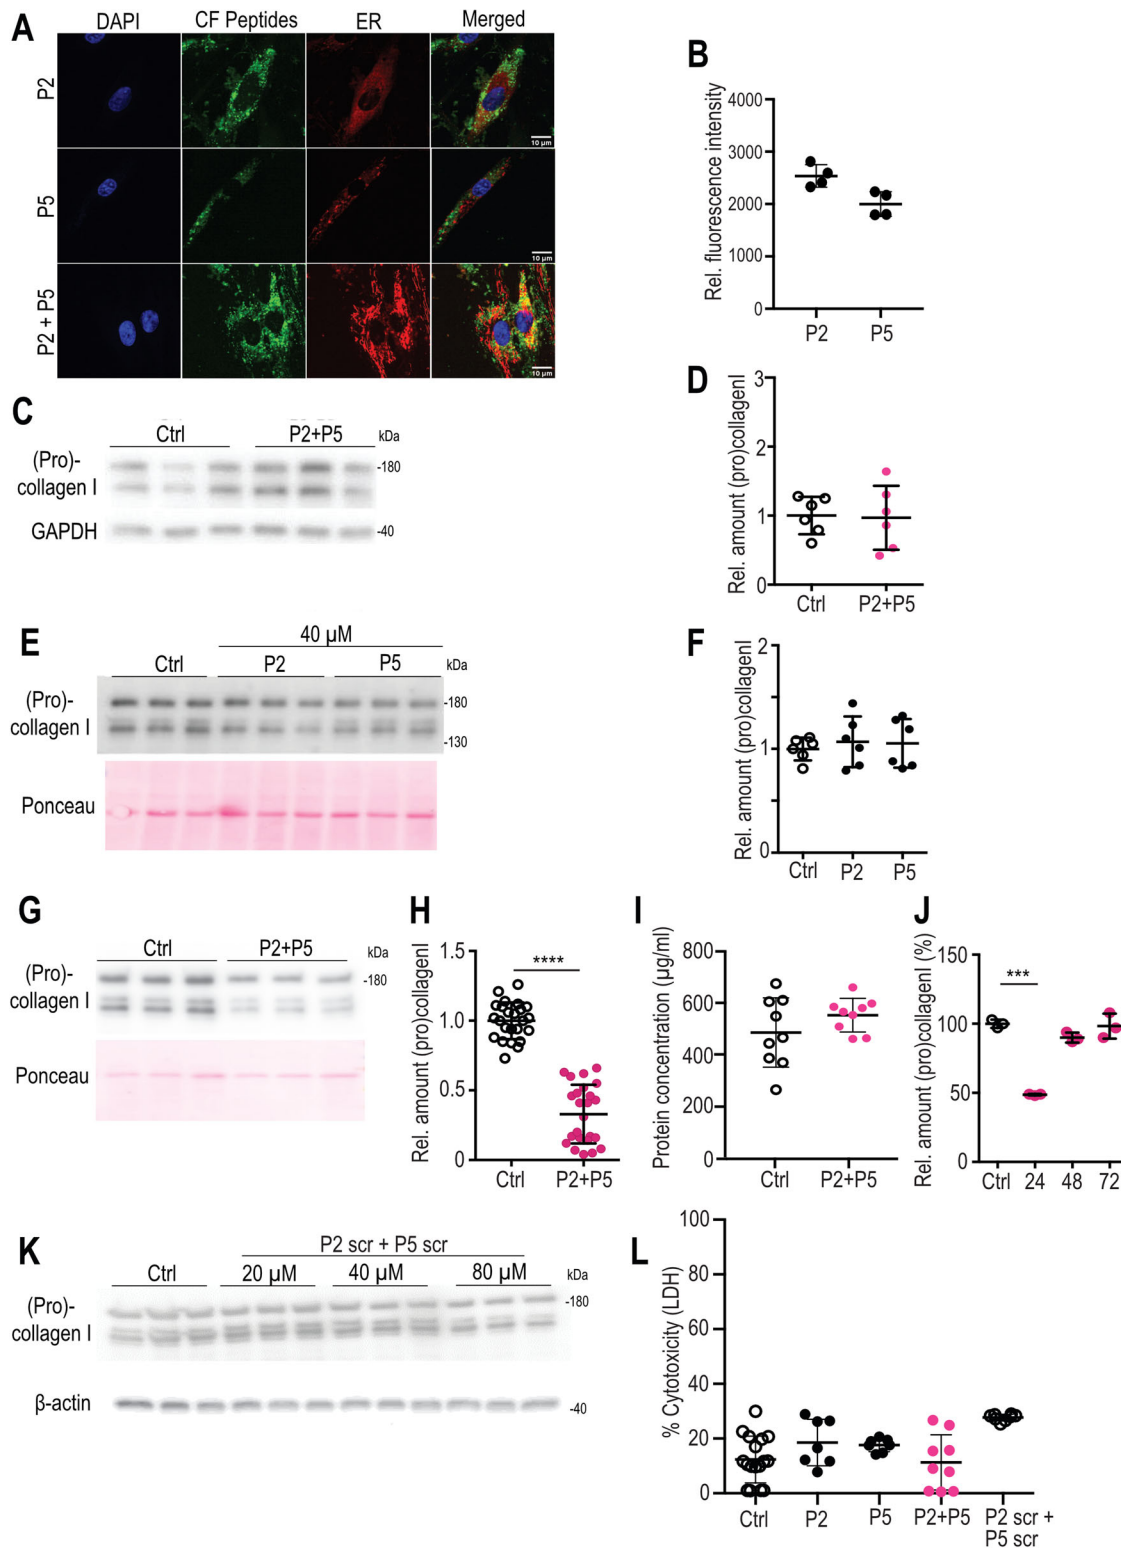 A
DAPI CF Peptides ER Merged
P2
10 µm
P5
10 µm
P2 + P5
10 µm
B
Rel. fluorescence intensity
4000
3000
2000
1000
0
P2 P5
C
Ctrl P2+P5 kDa
(Pro)-
collagen I
-180
GAPDH
-40
D
Rel. amount (pro)collagenI
3
2
1
0
Ctrl P2+P5
E
40 µM
Ctrl P2 P5 kDa
(Pro)-
collagen I
-180
-130
Ponceau
F
Rel. amount (pro)collagenI
2
1
0
Ctrl P2 P5
G
Ctrl P2+P5 kDa
(Pro)-
collagen I
-180
Ponceau
H
Rel. amount (pro)collagenI
1.5
1.0
0.5
0
****
Ctrl P2+P5
I
Protein concentration (µg/ml)
800
600
400
200
0
Ctrl P2+P5
J
Rel. amount (pro)collagenI (%)
150
100
50
0
***
Ctrl 24 48 72
K
P2 scr + P5 scr
Ctrl 20 µM 40 µM 80 µM kDa
(Pro)-
collagen I
-180
β-actin
-40
L
% Cytotoxicity (LDH)
100
80
60
40
20
0
Ctrl P2 P5 P2+P5 P2 scr +
P5 scr